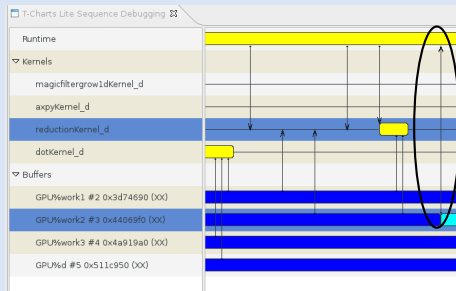 T-Charts Lite Sequence Debugging
Runtime
Kernels
magicfiltergrow1dKernel_d
axpyKernel_d
reductionKernel_d
dotKernel_d
Buffers
GPU%work1 #2 0x3d74690 (XX)
GPU%work2 #3 0x44069f0 (XX)
GPU%work3 #4 0x4a919a0 (XX)
GPU%d #5 0x511c950 (XX)